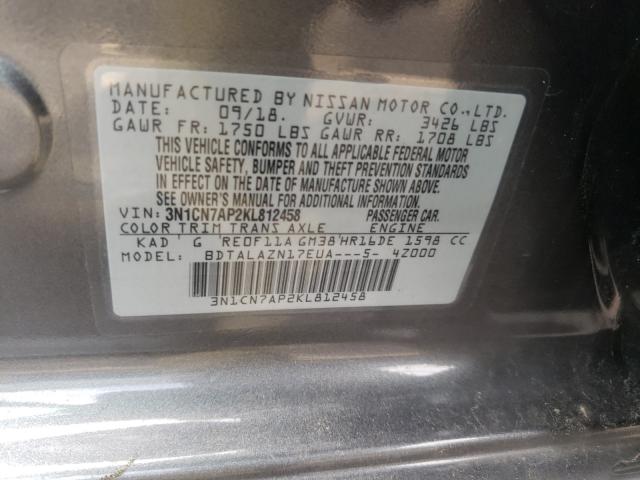 MANUFACTURED BY NISSAN MOTOR CO.,LTD.
DATE: 09/18. GVWR: 3426 LBS
GAWR FR: 1750 LBS GAWR RR: 1708 LBS
THIS VEHICLE CONFORMS TO ALL APPLICABLE FEDERAL MOTOR
VEHICLE SAFETY, BUMPER AND THEFT PREVENTION STANDARDS
IN EFFECT ON THE DATE OF MANUFACTURE SHOWN ABOVE.
SEE OWNER'S MANUAL FOR ADDITIONAL INFORMATION
VIN: 3N1CN7AP2KL812458 PASSENGER CAR.
COLOR TRIM TRANS AXLE ENGINE
KAD ' G 'RE0F11A GM38'HR16DE 1598 CC
MODEL: BDTALAZN17EUA---5- 4Z000
3N1CN7AP2KL812458